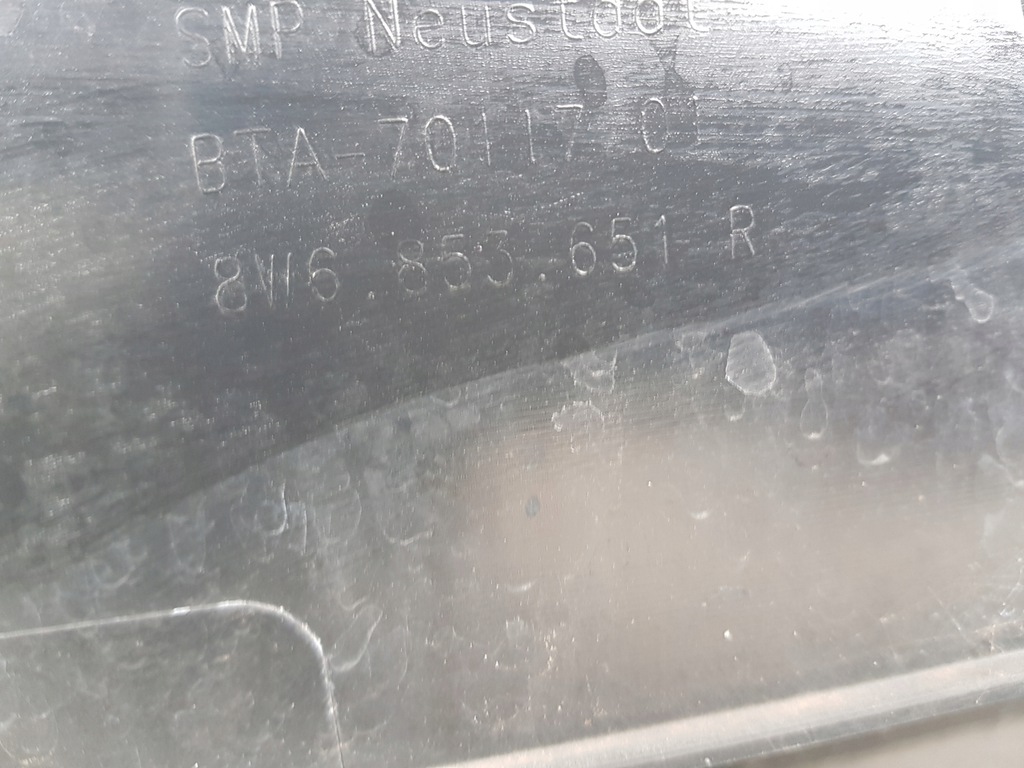 SMP Neustadt
BTA-70117 01
8W6.853.651 R